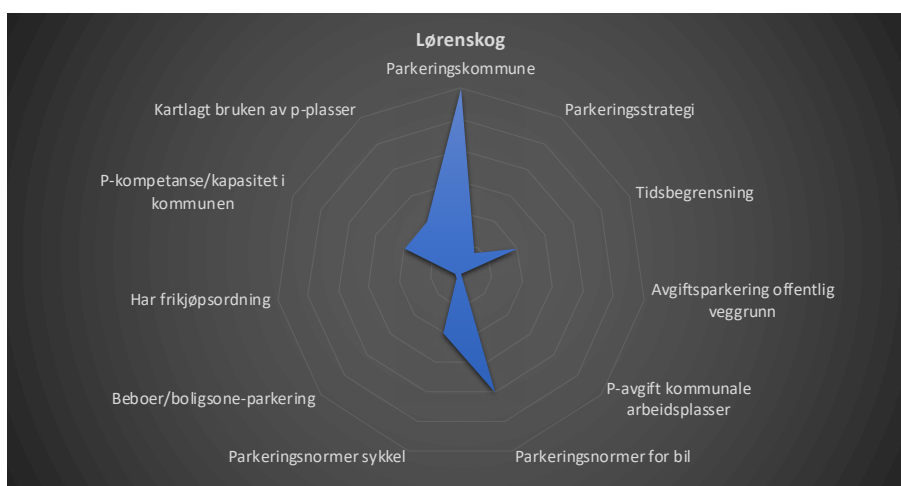 Lørenskog
Parkeringskommune
Parkeringsstrategi
Tidsbegrensning
Avgiftsparkering offentlig
veggrunn
P-avgift kommunale
arbeidsplasser
Parkeringsnormer for bil
Parkeringsnormer sykkel
Beboer/boligsone-parkering
Har frikjøpsordning
P-kompetanse/kapasitet i
kommunen
Kartlagt bruken av p-plasser